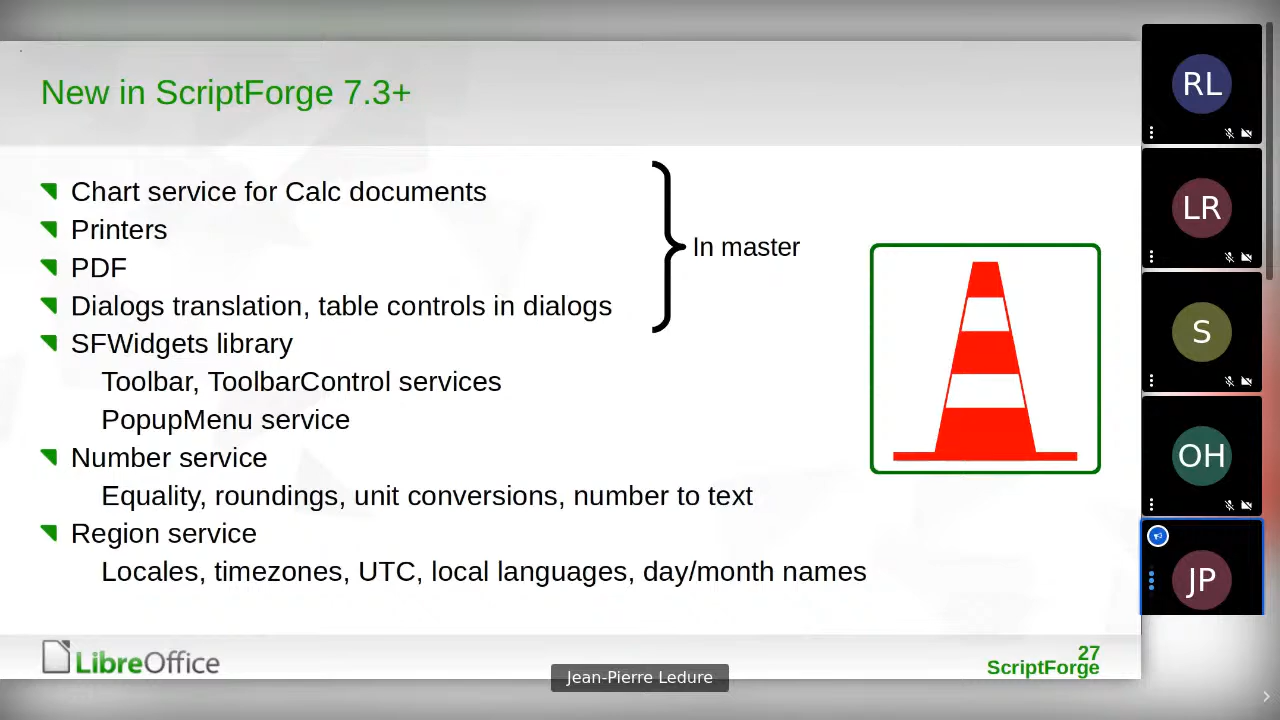 New in ScriptForge 7.3+
Chart service for Calc documents
Printers
PDF
Dialogs translation, table controls in dialogs
In master
SFWidgets library
Toolbar, ToolbarControl services
PopupMenu service
Number service
Equality, roundings, unit conversions, number to text
Region service
Locales, timezones, UTC, local languages, day/month names
LibreOffice
27
ScriptForge
Jean-Pierre Ledure
RL
LR
S
OH
JP